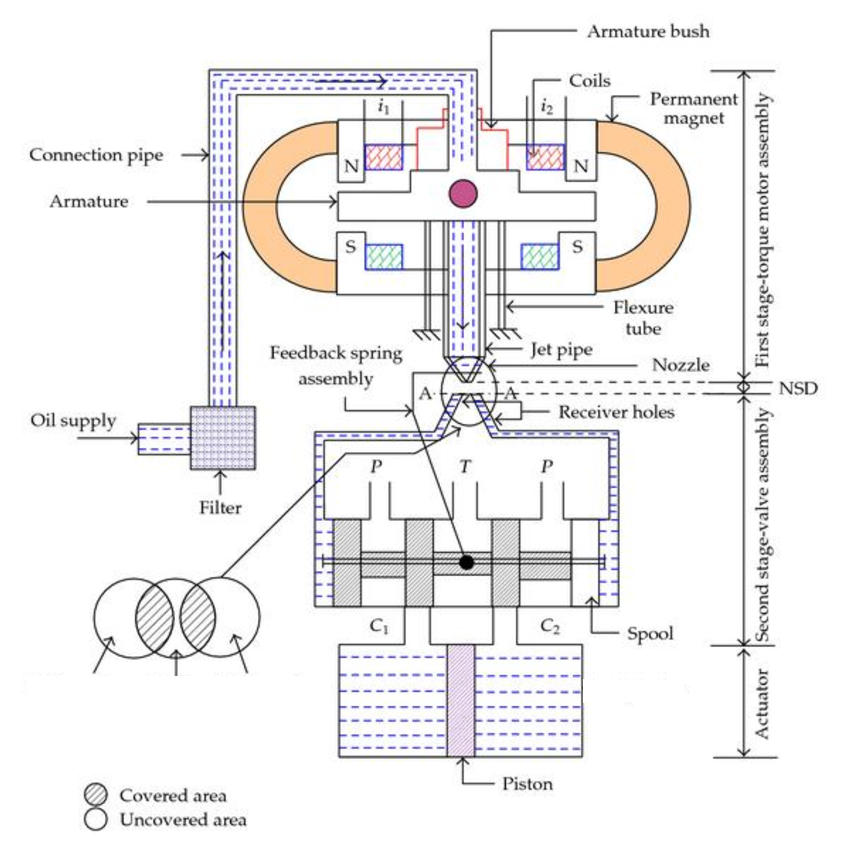 Armature bush
Coils
i1
i2
Permanent
magnet
Connection pipe
N
N
Armature
S
S
First stage-torque motor assembly
Flexure
tube
Feedback spring
assembly
Jet pipe
Nozzle
A
A
NSD
Receiver holes
Oil supply
Filter
P
T
P
Second stage-valve assembly
C1
C2
Spool
Actuator
Piston
Covered area
Uncovered area